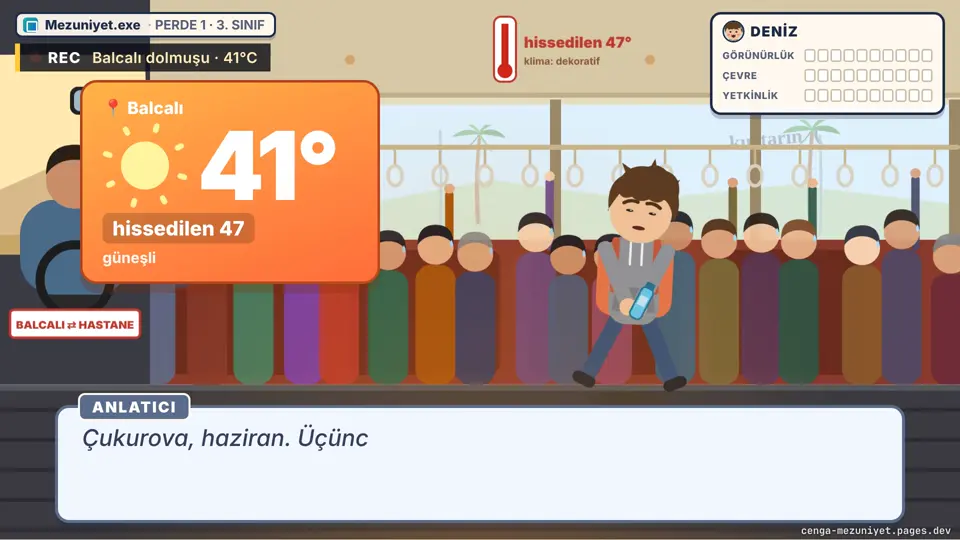 Mezuniyet.exe · PERDE 1 · 3. SINIF
REC Balcalı dolmuşu · 41°C
hissedilen 47°
klima: dekoratif
DENİZ
GÖRÜNÜRLÜK
ÇEVRE
YETKİNLİK
📍 Balcalı
41°
hissedilen 47
güneşli
BALCALI ⇄ HASTANE
ANLATICI
Çukurova, haziran. Üçünc
cenga-mezuniyet.pages.dev